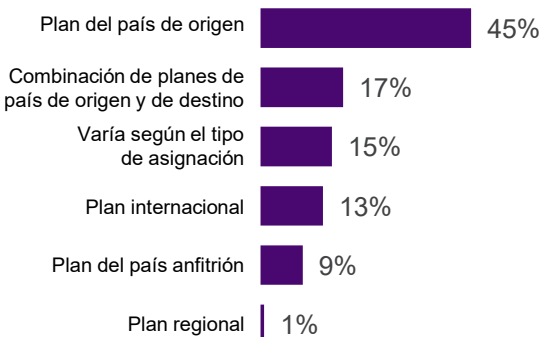 Plan del país de origen
45%
Combinación de planes de
país de origen y de destino
17%
Varía según el tipo
de asignación
15%
Plan internacional
13%
Plan del país anfitrión
9%
Plan regional
1%